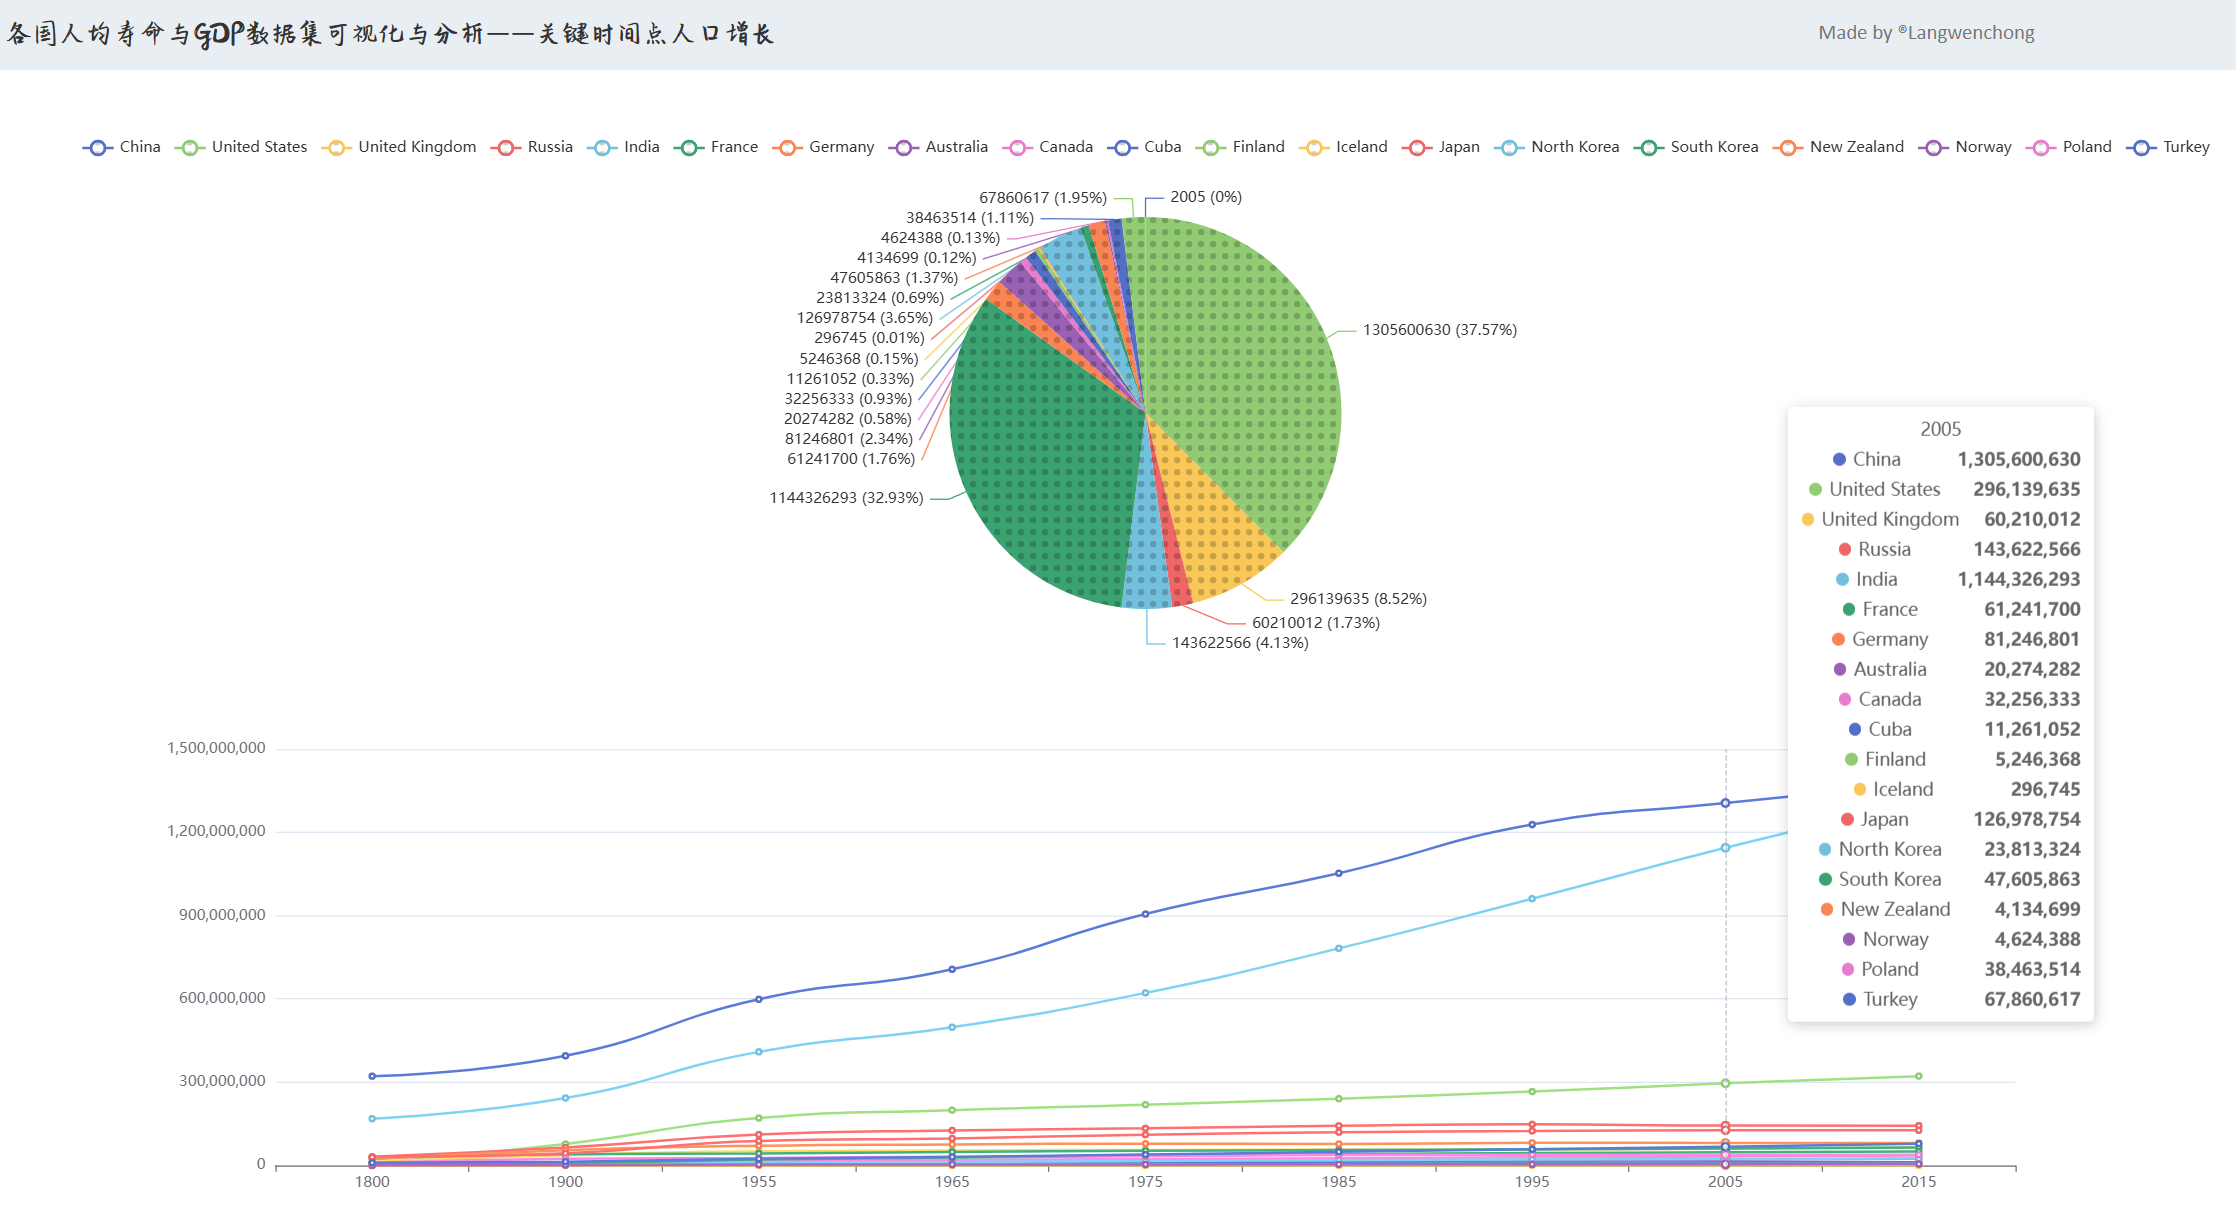 各国人均寿命与GDP数据集可视化与分析——关键时间点人口增长
Made by ®Langwenchong
China United States United Kingdom Russia India France Germany Australia Canada Cuba Finland Iceland Japan North Korea South Korea New Zealand Norway Poland Turkey
67860617 (1.95%)
2005 (0%)
38463514 (1.11%)
4624388 (0.13%)
4134699 (0.12%)
47605863 (1.37%)
23813324 (0.69%)
126978754 (3.65%)
296745 (0.01%)
5246368 (0.15%)
11261052 (0.33%)
32256333 (0.93%)
20274282 (0.58%)
81246801 (2.34%)
61241700 (1.76%)
1144326293 (32.93%)
1305600630 (37.57%)
296139635 (8.52%)
60210012 (1.73%)
143622566 (4.13%)
2005
China 1,305,600,630
United States 296,139,635
United Kingdom 60,210,012
Russia 143,622,566
India 1,144,326,293
France 61,241,700
Germany 81,246,801
Australia 20,274,282
Canada 32,256,333
Cuba 11,261,052
Finland 5,246,368
Iceland 296,745
Japan 126,978,754
North Korea 23,813,324
South Korea 47,605,863
New Zealand 4,134,699
Norway 4,624,388
Poland 38,463,514
Turkey 67,860,617
1,500,000,000
1,200,000,000
900,000,000
600,000,000
300,000,000
0
1800 1900 1955 1965 1975 1985 1995 2005 2015